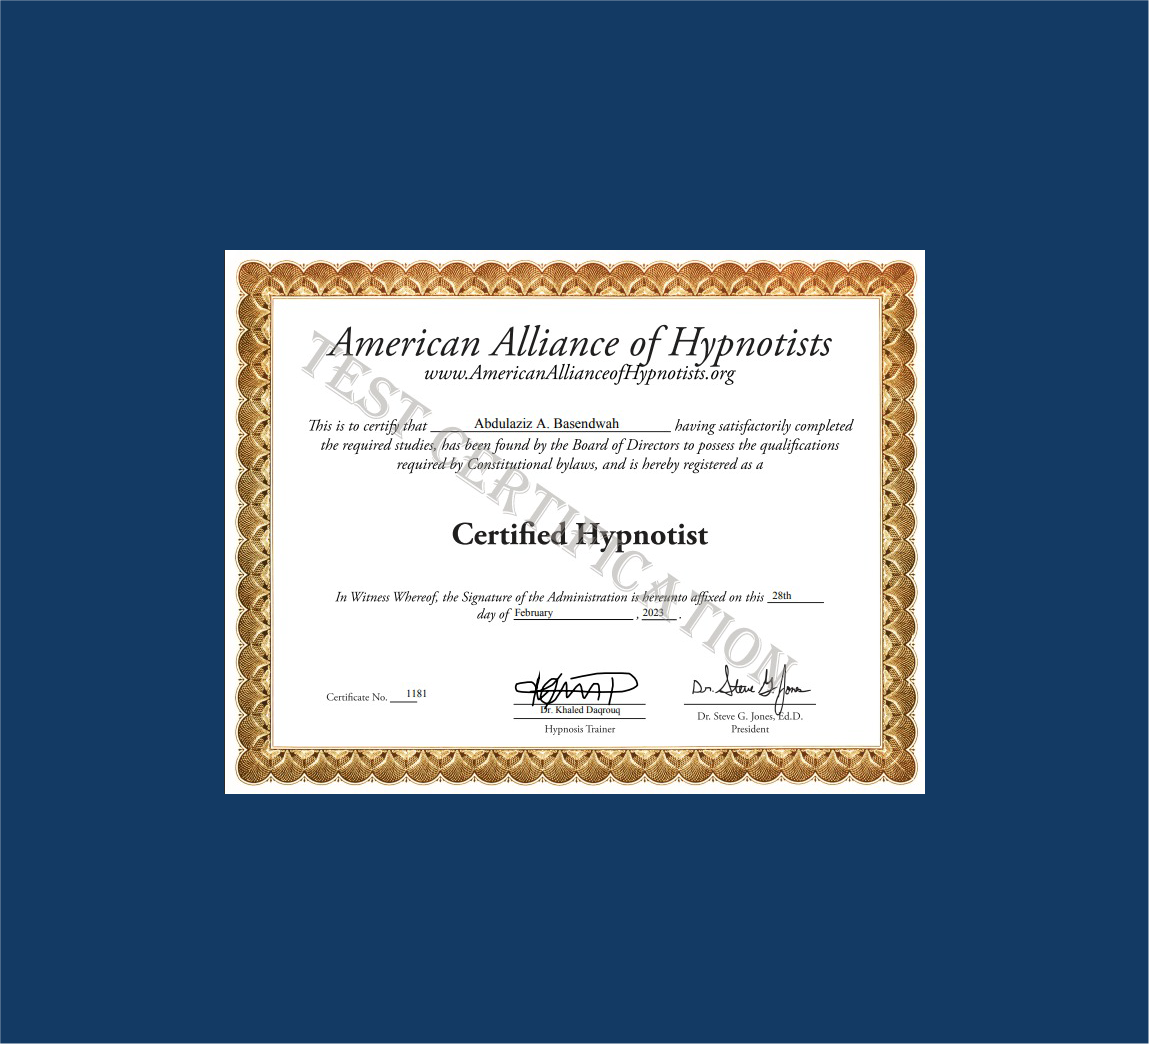 American Alliance of Hypnotists
www.AmericanAllianceofHypnotists.org
This is to certify that Abdulaziz A. Basendwah having satisfactorily completed
the required studies, has been found by the Board of Directors to possess the qualifications
required by Constitutional bylaws, and is hereby registered as a
Certified Hypnotist
TEST CERTIFICATION
In Witness Whereof, the Signature of the Administration is hereunto affixed on this 28th
day of February, 2023.
Certificate No. 1181
Dr. Steve G. Jones
Dr. Khaled Daqrouq
Hypnosis Trainer
Dr. Steve G. Jones, Ed.D.
President